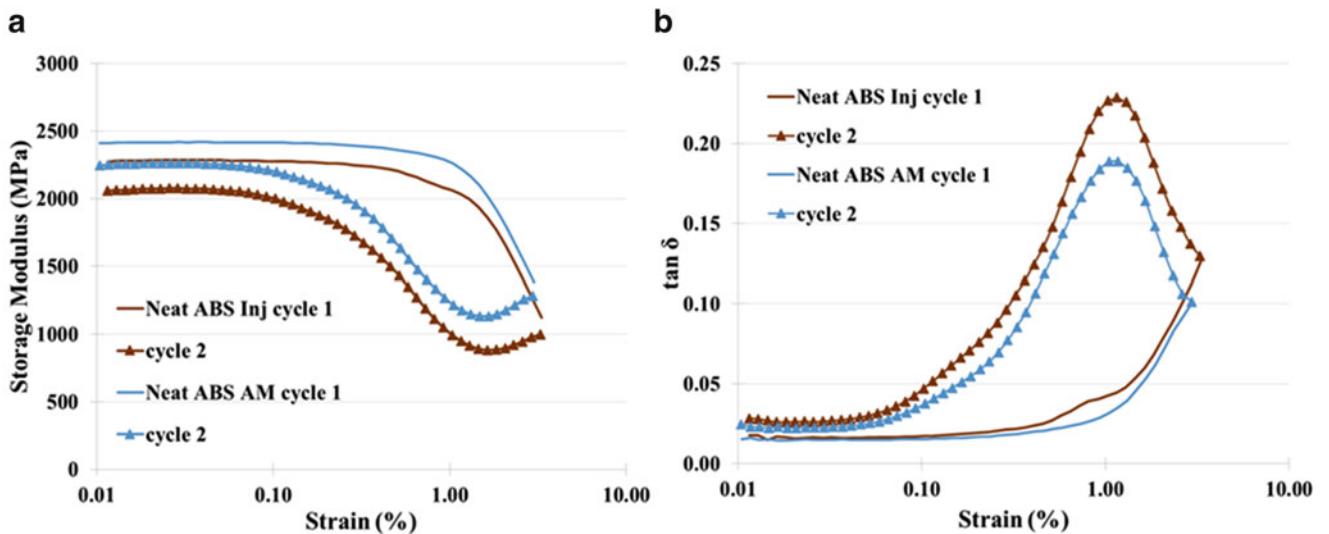 a
3000
2500
2000
1500
1000
500
0
Storage Modulus (MPa)
Neat ABS Inj cycle 1
cycle 2
Neat ABS AM cycle 1
cycle 2
0.01 0.10 1.00 10.00
Strain (%)
b
0.25
0.20
0.15
0.10
0.05
0.00
tan δ
Neat ABS Inj cycle 1
cycle 2
Neat ABS AM cycle 1
cycle 2
0.01 0.10 1.00 10.00
Strain (%)